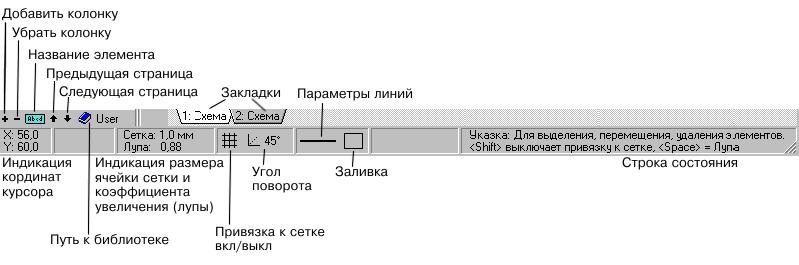 Добавить колонку
Убрать колонку
Название элемента
Предыдущая страница
Следующая страница
Закладки
Параметры линий
Abcd
User
1: Схема
2: Схема
X: 56,0
Y: 60,0
Сетка: 1,0 мм
Лупа: 0,88
45°
Указка: Для выделения, перемещения, удаления элементов.
<Shift> выключает привязку к сетке, <Space> = Лупа
Индикация
кординат
курсора
Индикация размера
ячейки сетки и
коэффициента
увеличения (лупы)
Угол
поворота
Заливка
Строка состояния
Путь к библиотеке
Привязка к сетке
вкл/выкл